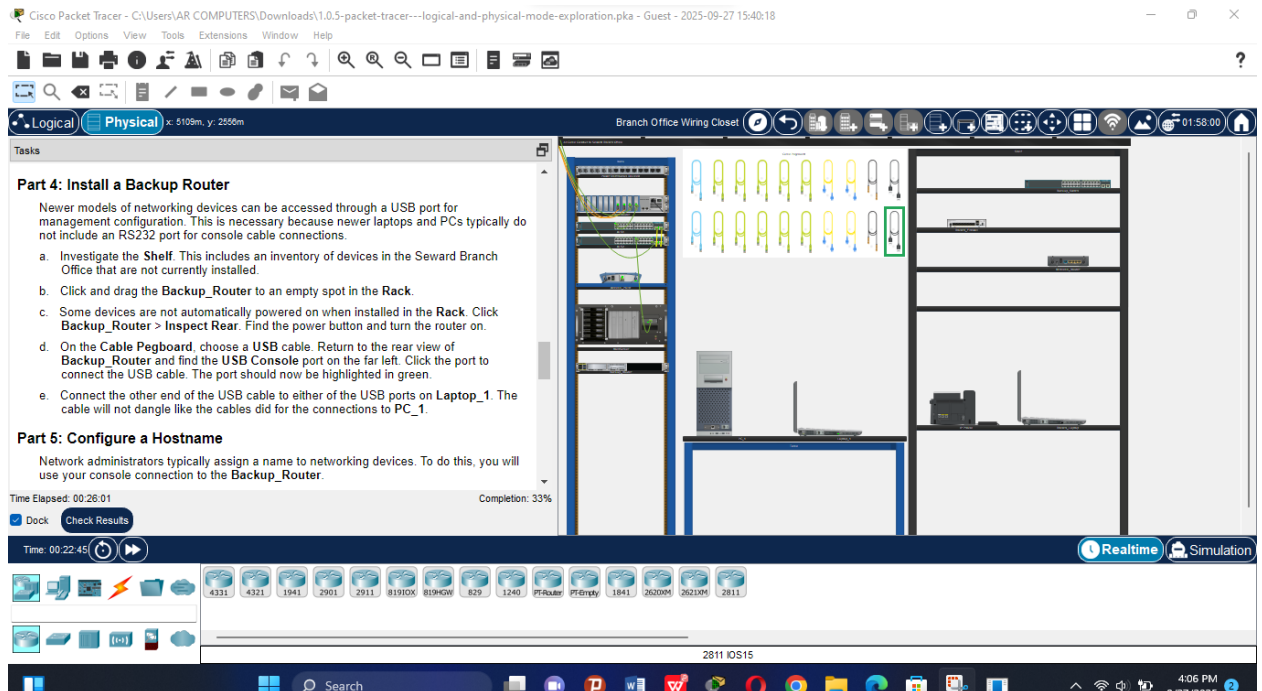 Cisco Packet Tracer - C:\Users\AR COMPUTERS\Downloads\1.0.5-packet-tracer---logical-and-physical-mode-exploration.pka - Guest - 2025-09-27 15:40:18
File Edit Options View Tools Extensions Window Help
Logical Physical x: 5109m, y: 2556m Branch Office Wiring Closet 01:58:00
Tasks
Part 4: Install a Backup Router
Newer models of networking devices can be accessed through a USB port for
management configuration. This is necessary because newer laptops and PCs typically do
not include an RS232 port for console cable connections.
a. Investigate the Shelf. This includes an inventory of devices in the Seward Branch
Office that are not currently installed.
b. Click and drag the Backup_Router to an empty spot in the Rack.
c. Some devices are not automatically powered on when installed in the Rack. Click
Backup_Router > Inspect Rear. Find the power button and turn the router on.
d. On the Cable Pegboard, choose a USB cable. Return to the rear view of
Backup_Router and find the USB Console port on the far left. Click the port to
connect the USB cable. The port should now be highlighted in green.
e. Connect the other end of the USB cable to either of the USB ports on Laptop_1. The
cable will not dangle like the cables did for the connections to PC_1.
Part 5: Configure a Hostname
Network administrators typically assign a name to networking devices. To do this, you will
use your console connection to the Backup_Router.
Time Elapsed: 00:26:01 Completion: 33%
Dock Check Results
Time: 00:22:45 Realtime Simulation
4331 4321 1941 2901 2911 819IOX 819HGW 829 1240 PT-Router PT-Empty 1841 2620XM 2621XM 2811
2811 IOS15
Search
4:06 PM
2